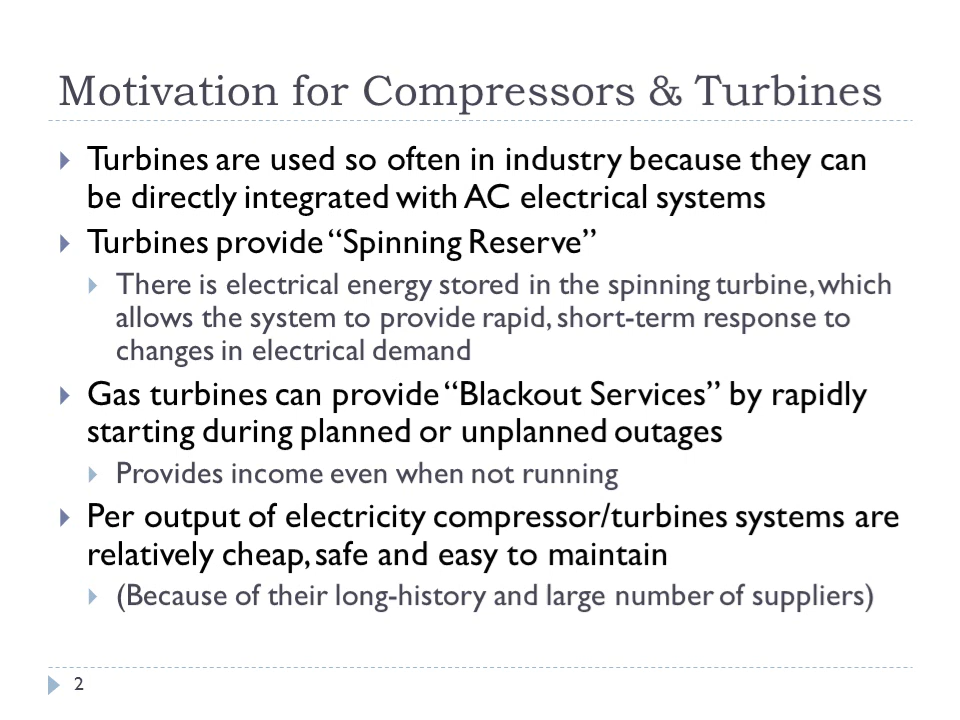 Motivation for Compressors & Turbines
Turbines are used so often in industry because they can
be directly integrated with AC electrical systems
Turbines provide “Spinning Reserve”
There is electrical energy stored in the spinning turbine, which
allows the system to provide rapid, short-term response to
changes in electrical demand
Gas turbines can provide “Blackout Services” by rapidly
starting during planned or unplanned outages
Provides income even when not running
Per output of electricity compressor/turbines systems are
relatively cheap, safe and easy to maintain
(Because of their long-history and large number of suppliers)
2